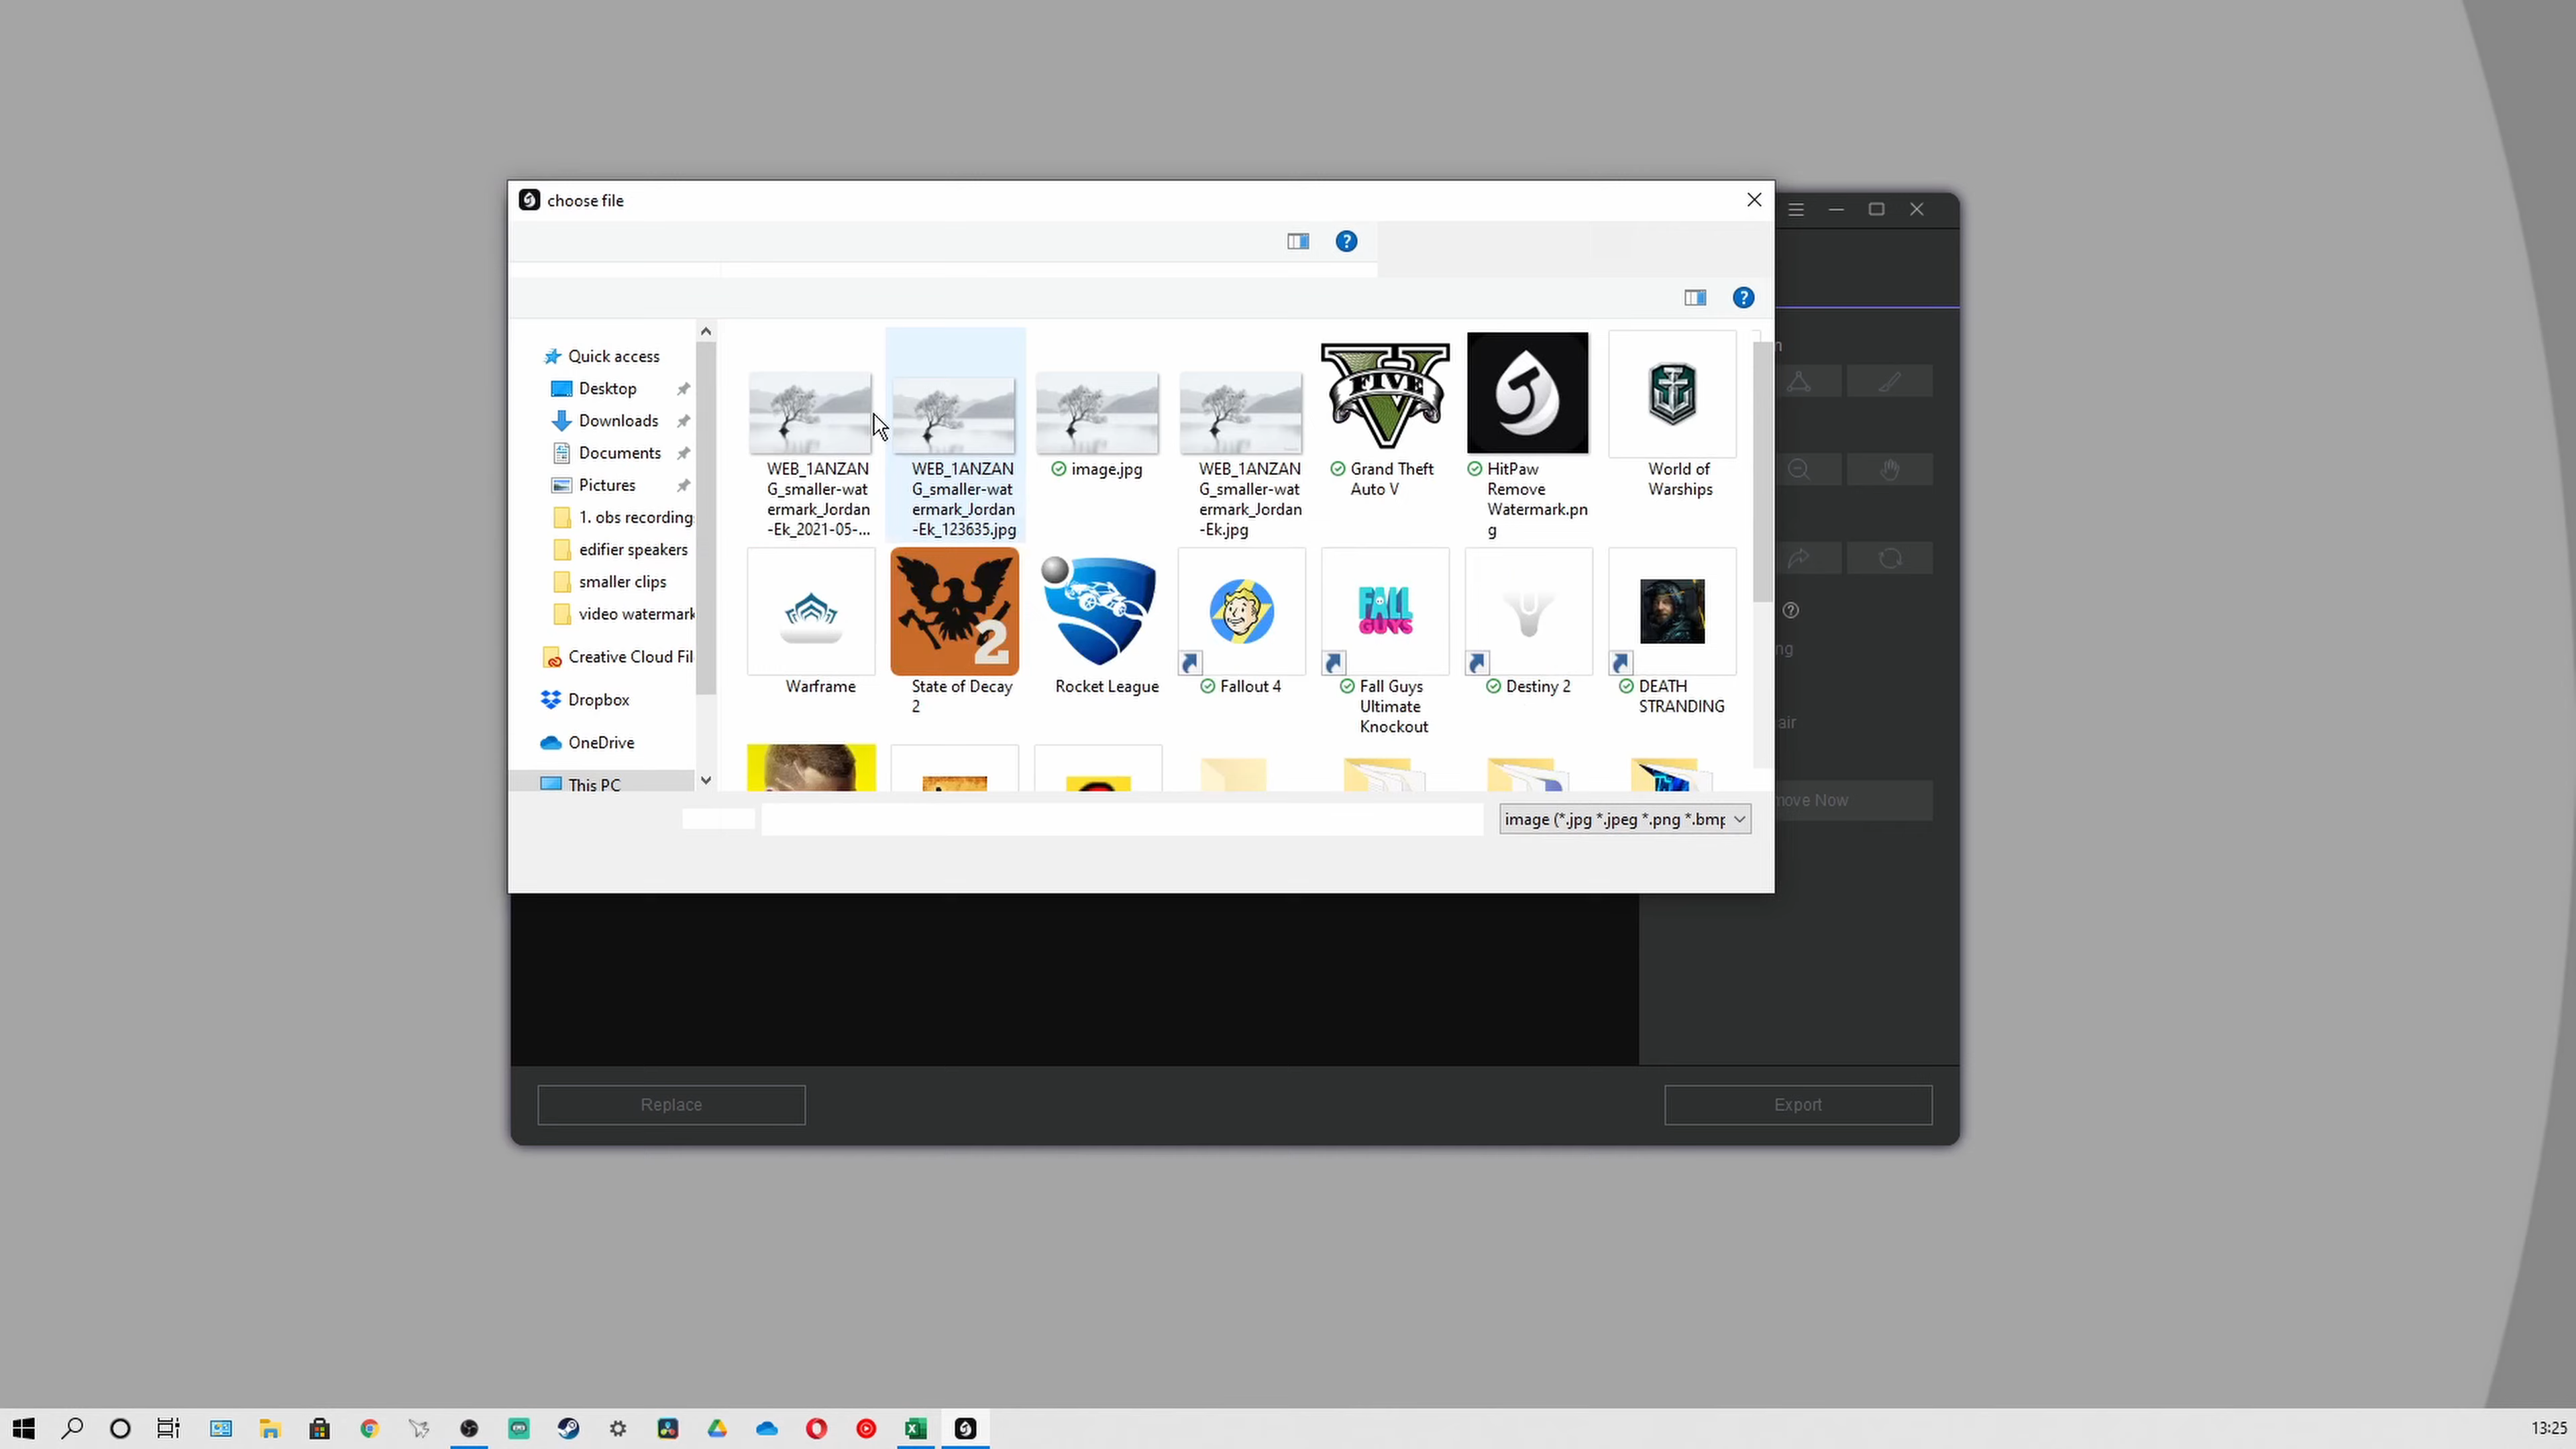 choose file
Quick access
Desktop
Downloads
Documents
Pictures
1. obs recording
edifier speakers
smaller clips
video watermark
Creative Cloud Fil
Dropbox
OneDrive
This PC
WEB_1ANZAN
G_smaller-wat
ermark_Jordan
-Ek_2021-05-...
WEB_1ANZAN
G_smaller-wat
ermark_Jordan
-Ek_123635.jpg
image.jpg
WEB_1ANZAN
G_smaller-wat
ermark_Jordan
-Ek.jpg
FIVE
Grand Theft
Auto V
HitPaw
Remove
Watermark.pn
g
World of
Warships
Warframe
2
State of Decay
2
Rocket League
Fallout 4
FALL
GUYS
Fall Guys
Ultimate
Knockout
Destiny 2
DEATH
STRANDING
image (*.jpg *.jpeg *.png *.bmp
n
ng
air
move Now
Replace
Export
13:25